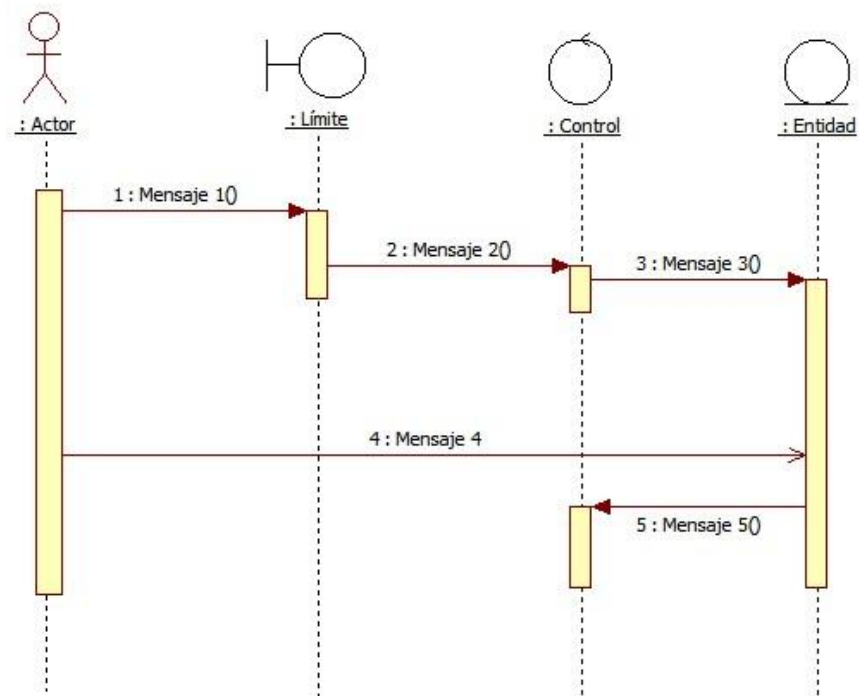 : Actor
: Límite
: Control
: Entidad
1 : Mensaje 1()
2 : Mensaje 2()
3 : Mensaje 3()
4 : Mensaje 4
5 : Mensaje 5()